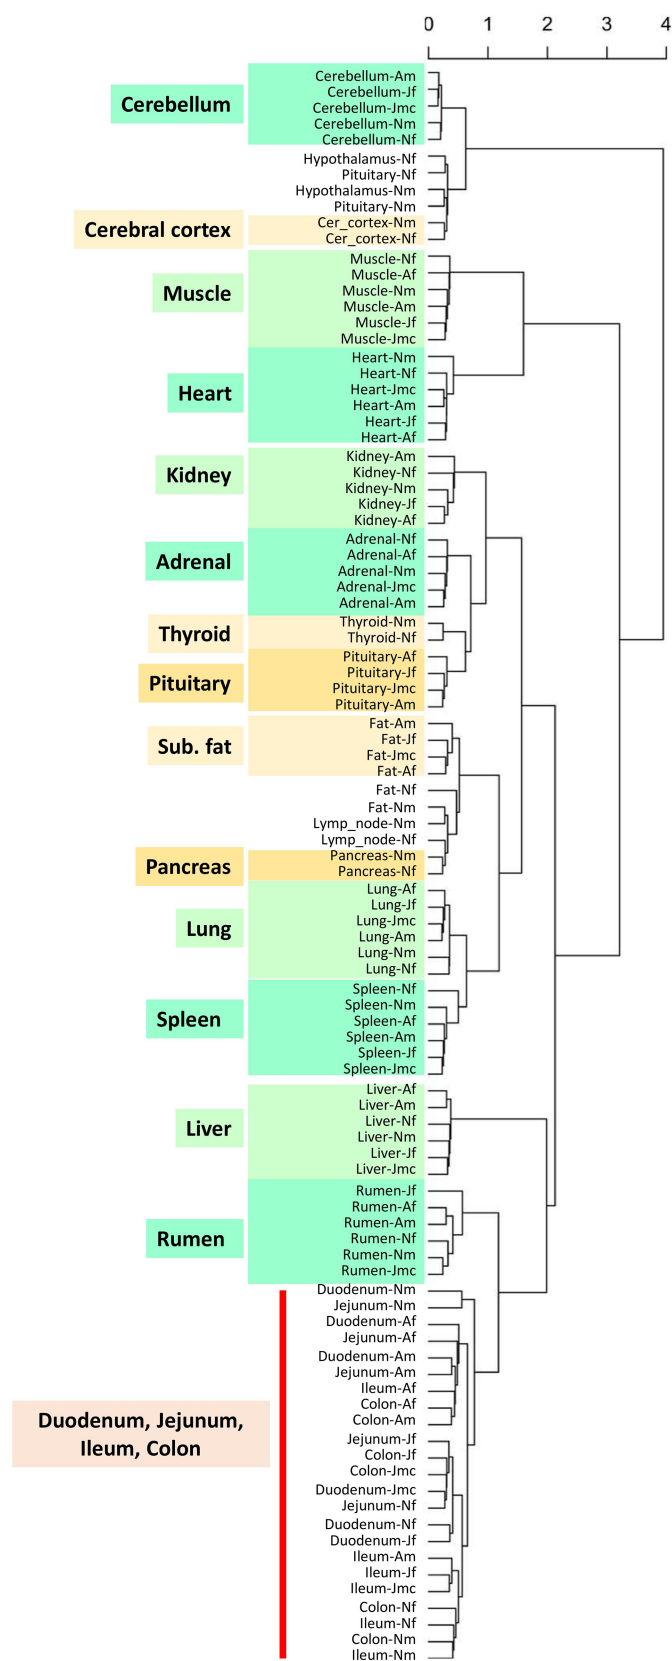 0 1 2 3 4
Cerebellum
Cerebellum-Am
Cerebellum-Jf
Cerebellum-Jmc
Cerebellum-Nm
Cerebellum-Nf
Hypothalamus-Nf
Pituitary-Nf
Hypothalamus-Nm
Pituitary-Nm
Cerebral cortex
Cer_cortex-Nm
Cer_cortex-Nf
Muscle
Muscle-Nf
Muscle-Af
Muscle-Nm
Muscle-Am
Muscle-Jf
Muscle-Jmc
Heart
Heart-Nm
Heart-Nf
Heart-Jmc
Heart-Am
Heart-Jf
Heart-Af
Kidney
Kidney-Am
Kidney-Nf
Kidney-Nm
Kidney-Jf
Kidney-Af
Adrenal
Adrenal-Nf
Adrenal-Af
Adrenal-Nm
Adrenal-Jmc
Adrenal-Am
Thyroid
Thyroid-Nm
Thyroid-Nf
Pituitary
Pituitary-Af
Pituitary-Jf
Pituitary-Jmc
Pituitary-Am
Sub. fat
Fat-Am
Fat-Jf
Fat-Jmc
Fat-Af
Fat-Nf
Fat-Nm
Lymp_node-Nm
Lymp_node-Nf
Pancreas
Pancreas-Nm
Pancreas-Nf
Lung
Lung-Af
Lung-Jf
Lung-Jmc
Lung-Am
Lung-Nm
Lung-Nf
Spleen
Spleen-Nf
Spleen-Nm
Spleen-Af
Spleen-Am
Spleen-Jf
Spleen-Jmc
Liver
Liver-Af
Liver-Am
Liver-Nf
Liver-Nm
Liver-Jf
Liver-Jmc
Rumen
Rumen-Jf
Rumen-Af
Rumen-Am
Rumen-Nf
Rumen-Nm
Rumen-Jmc
Duodenum, Jejunum,
Ileum, Colon
Duodenum-Nm
Jejunum-Nm
Duodenum-Af
Jejunum-Af
Duodenum-Am
Jejunum-Am
Ileum-Af
Colon-Af
Colon-Am
Jejunum-Jf
Colon-Jf
Colon-Jmc
Duodenum-Jmc
Jejunum-Nf
Duodenum-Nf
Duodenum-Jf
Ileum-Am
Ileum-Jf
Ileum-Jmc
Colon-Nf
Ileum-Nf
Colon-Nm
Ileum-Nm